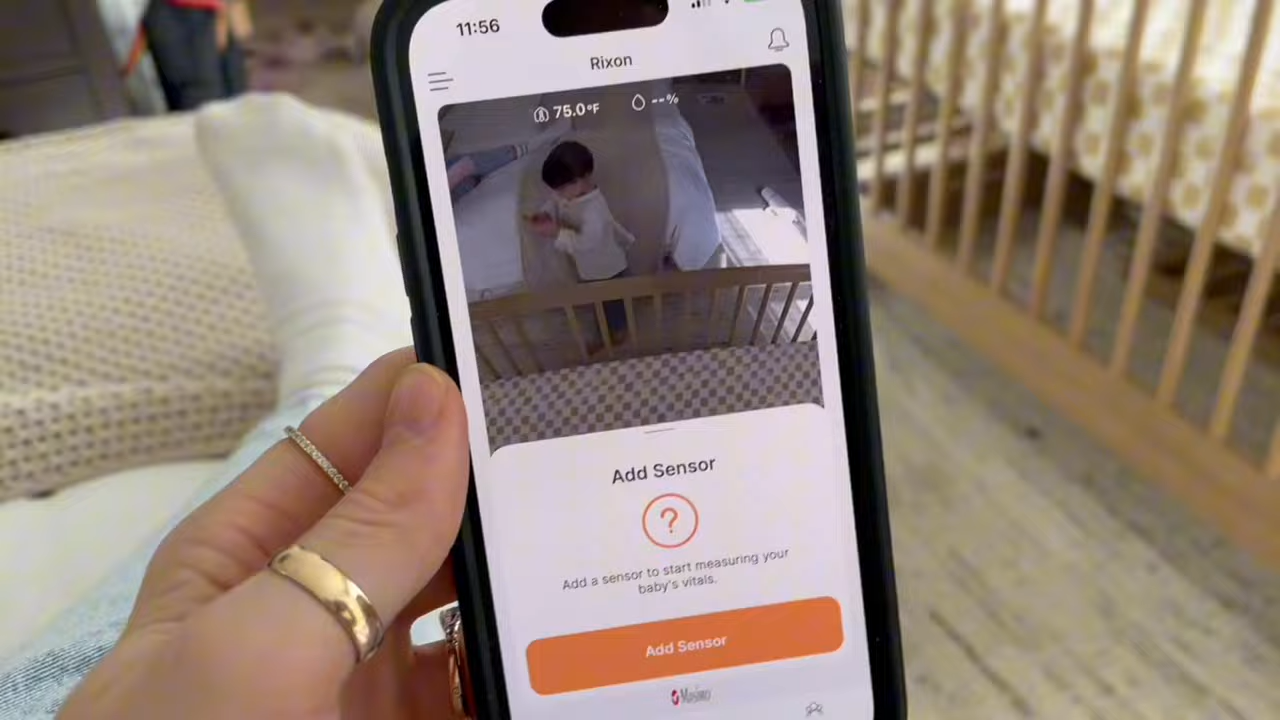 11:56
Rixon
75.0°F --%
Add Sensor
?
Add a sensor to start measuring your
baby's vitals.
Add Sensor
Masimo